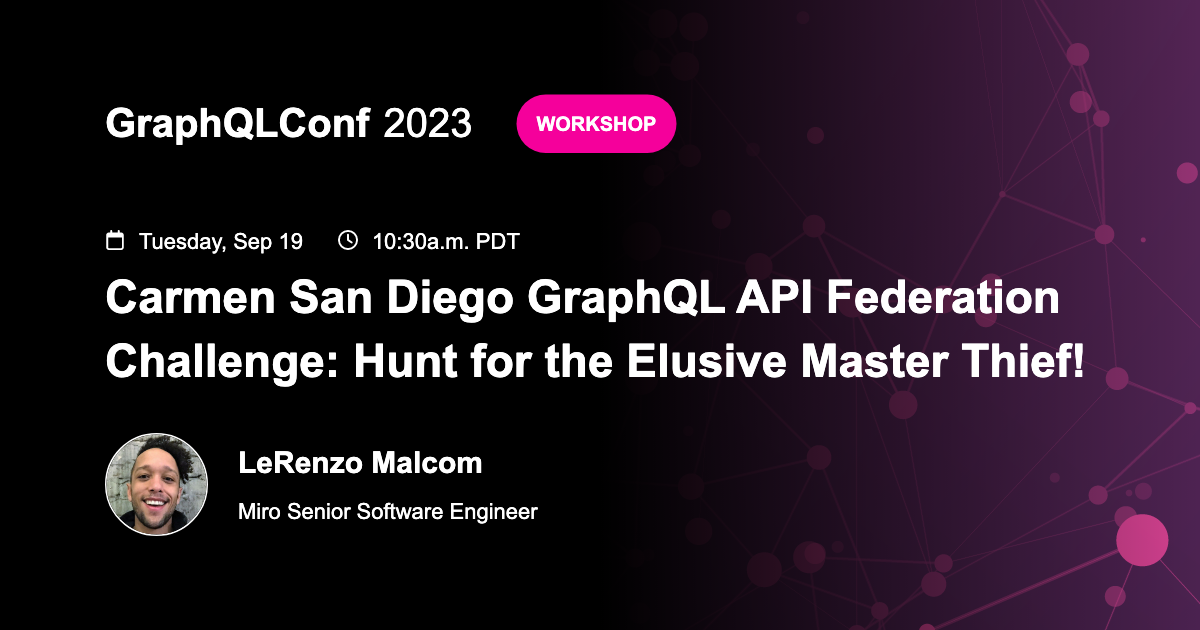 GraphQLConf 2023
WORKSHOP
Tuesday, Sep 19
10:30a.m. PDT
Carmen San Diego GraphQL API Federation
Challenge: Hunt for the Elusive Master Thief!
LeRenzo Malcom
Miro Senior Software Engineer